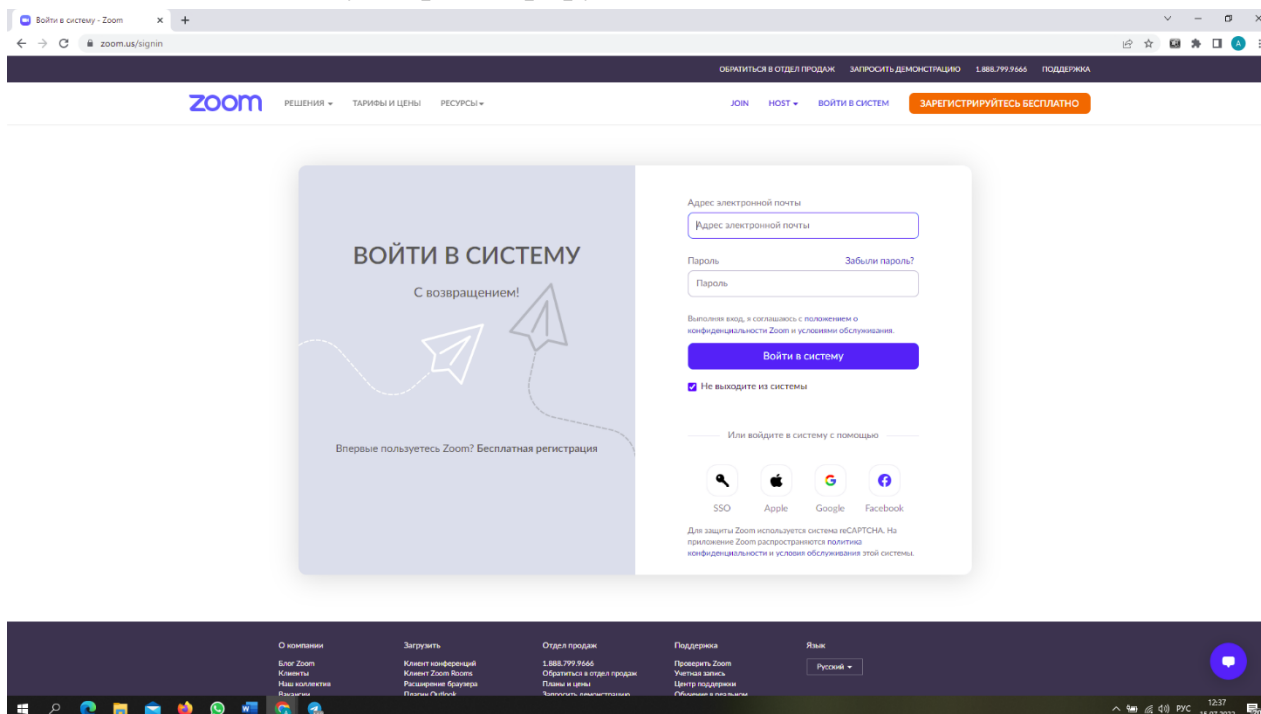 Войти в систему - Zoom
zoom.us/signin
A
ОБРАТИТЬСЯ В ОТДЕЛ ПРОДАЖ ЗАПРОСИТЬ ДЕМОНСТРАЦИЮ 1.888.799.9666 ПОДДЕРЖКА
zoom РЕШЕНИЯ ТАРИФЫ И ЦЕНЫ РЕСУРСЫ JOIN HOST ВОЙТИ В СИСТЕМ ЗАРЕГИСТРИРУЙТЕСЬ БЕСПЛАТНО
ВОЙТИ В СИСТЕМУ
С возвращением!
Впервые пользуетесь Zoom? Бесплатная регистрация
Адрес электронной почты
Адрес электронной почты
Пароль Забыли пароль?
Пароль
Выполняя вход, я соглашаюсь с положением о
конфиденциальности Zoom и условиями обслуживания.
Войти в систему
Не выходите из системы
Или войдите в систему с помощью
SSO Apple Google Facebook
Для защиты Zoom используется система reCAPTCHA. На
приложение Zoom распространяются политика
конфиденциальности и условия обслуживания этой системы.
О компании Загрузить Отдел продаж Поддержка Язык
Блог Zoom Клиент конференций 1.888.799.9666 Проверить Zoom Русский
Клиенты Клиент Zoom Rooms Обратиться в отдел продаж Учетная запись
Наш коллектив Расширение браузера Планы и цены Центр поддержки
Вакансии Плагин Outlook Запросить демонстрацию Обучение в реальном
12:37
РУС